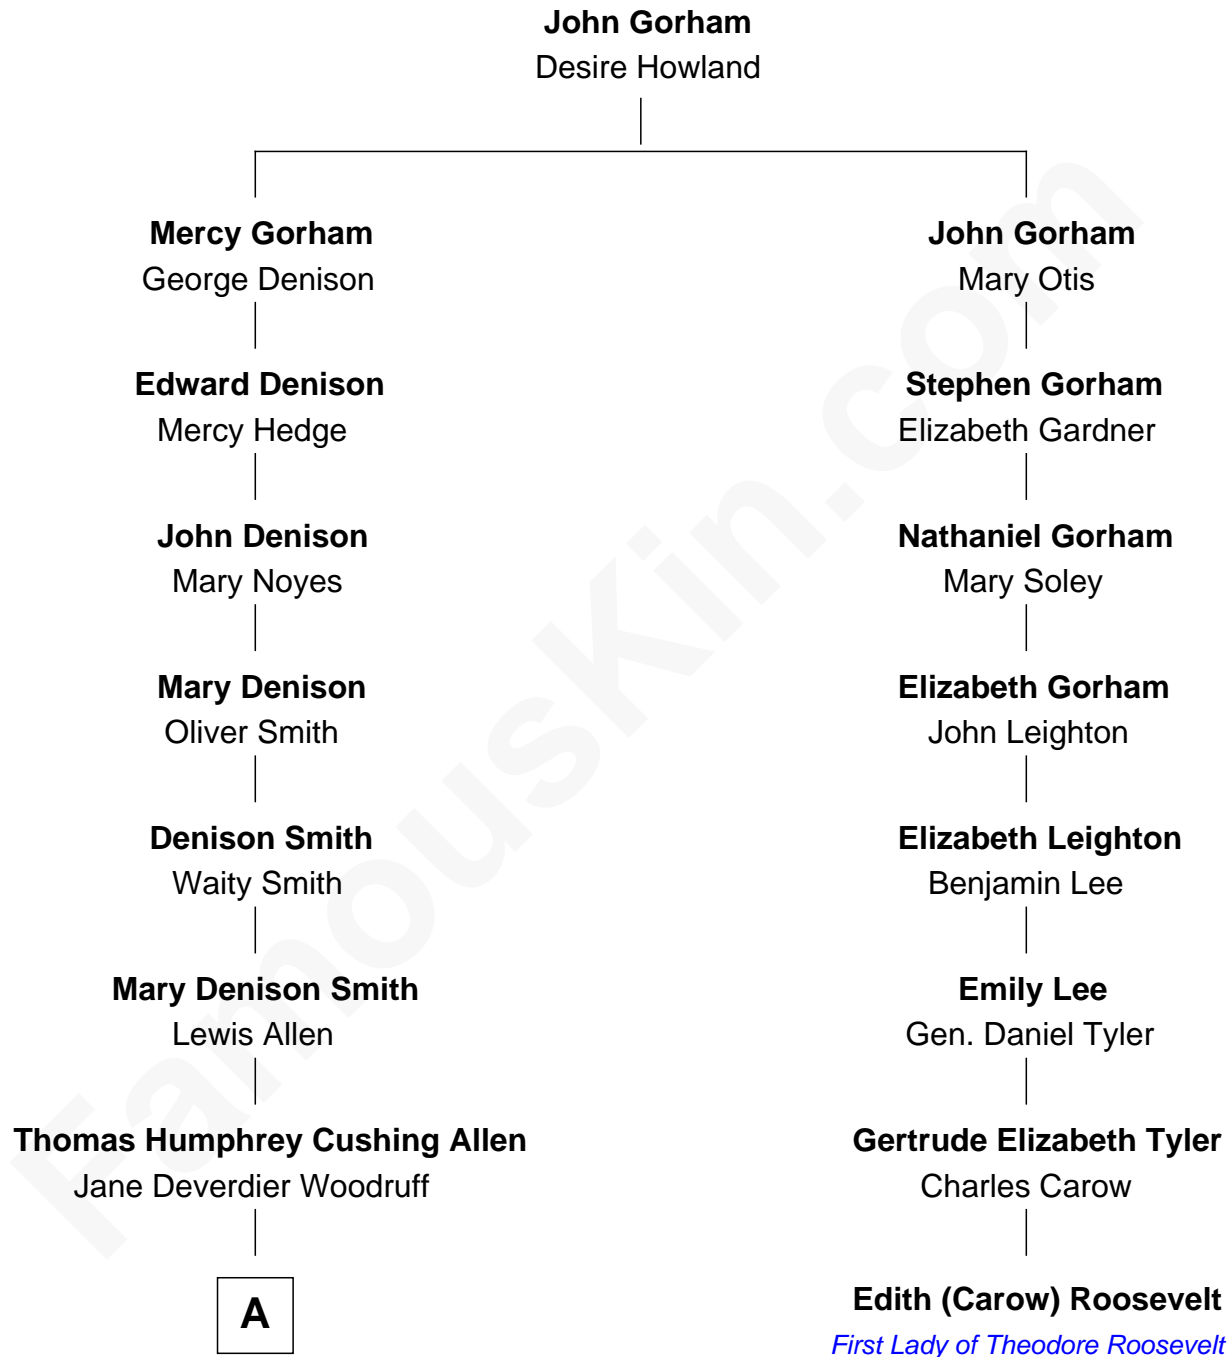 John Gorham
Desire Howland
Mercy Gorham
George Denison
Edward Denison
Mercy Hedge
John Denison
Mary Noyes
Mary Denison
Oliver Smith
Denison Smith
Waity Smith
Mary Denison Smith
Lewis Allen
Thomas Humphrey Cushing Allen
Jane Deverdier Woodruff
A
John Gorham
Mary Otis
Stephen Gorham
Elizabeth Gardner
Nathaniel Gorham
Mary Soley
Elizabeth Gorham
John Leighton
Elizabeth Leighton
Benjamin Lee
Emily Lee
Gen. Daniel Tyler
Gertrude Elizabeth Tyler
Charles Carow
Edith (Carow) Roosevelt
First Lady of Theodore Roosevelt
FamousKin.com